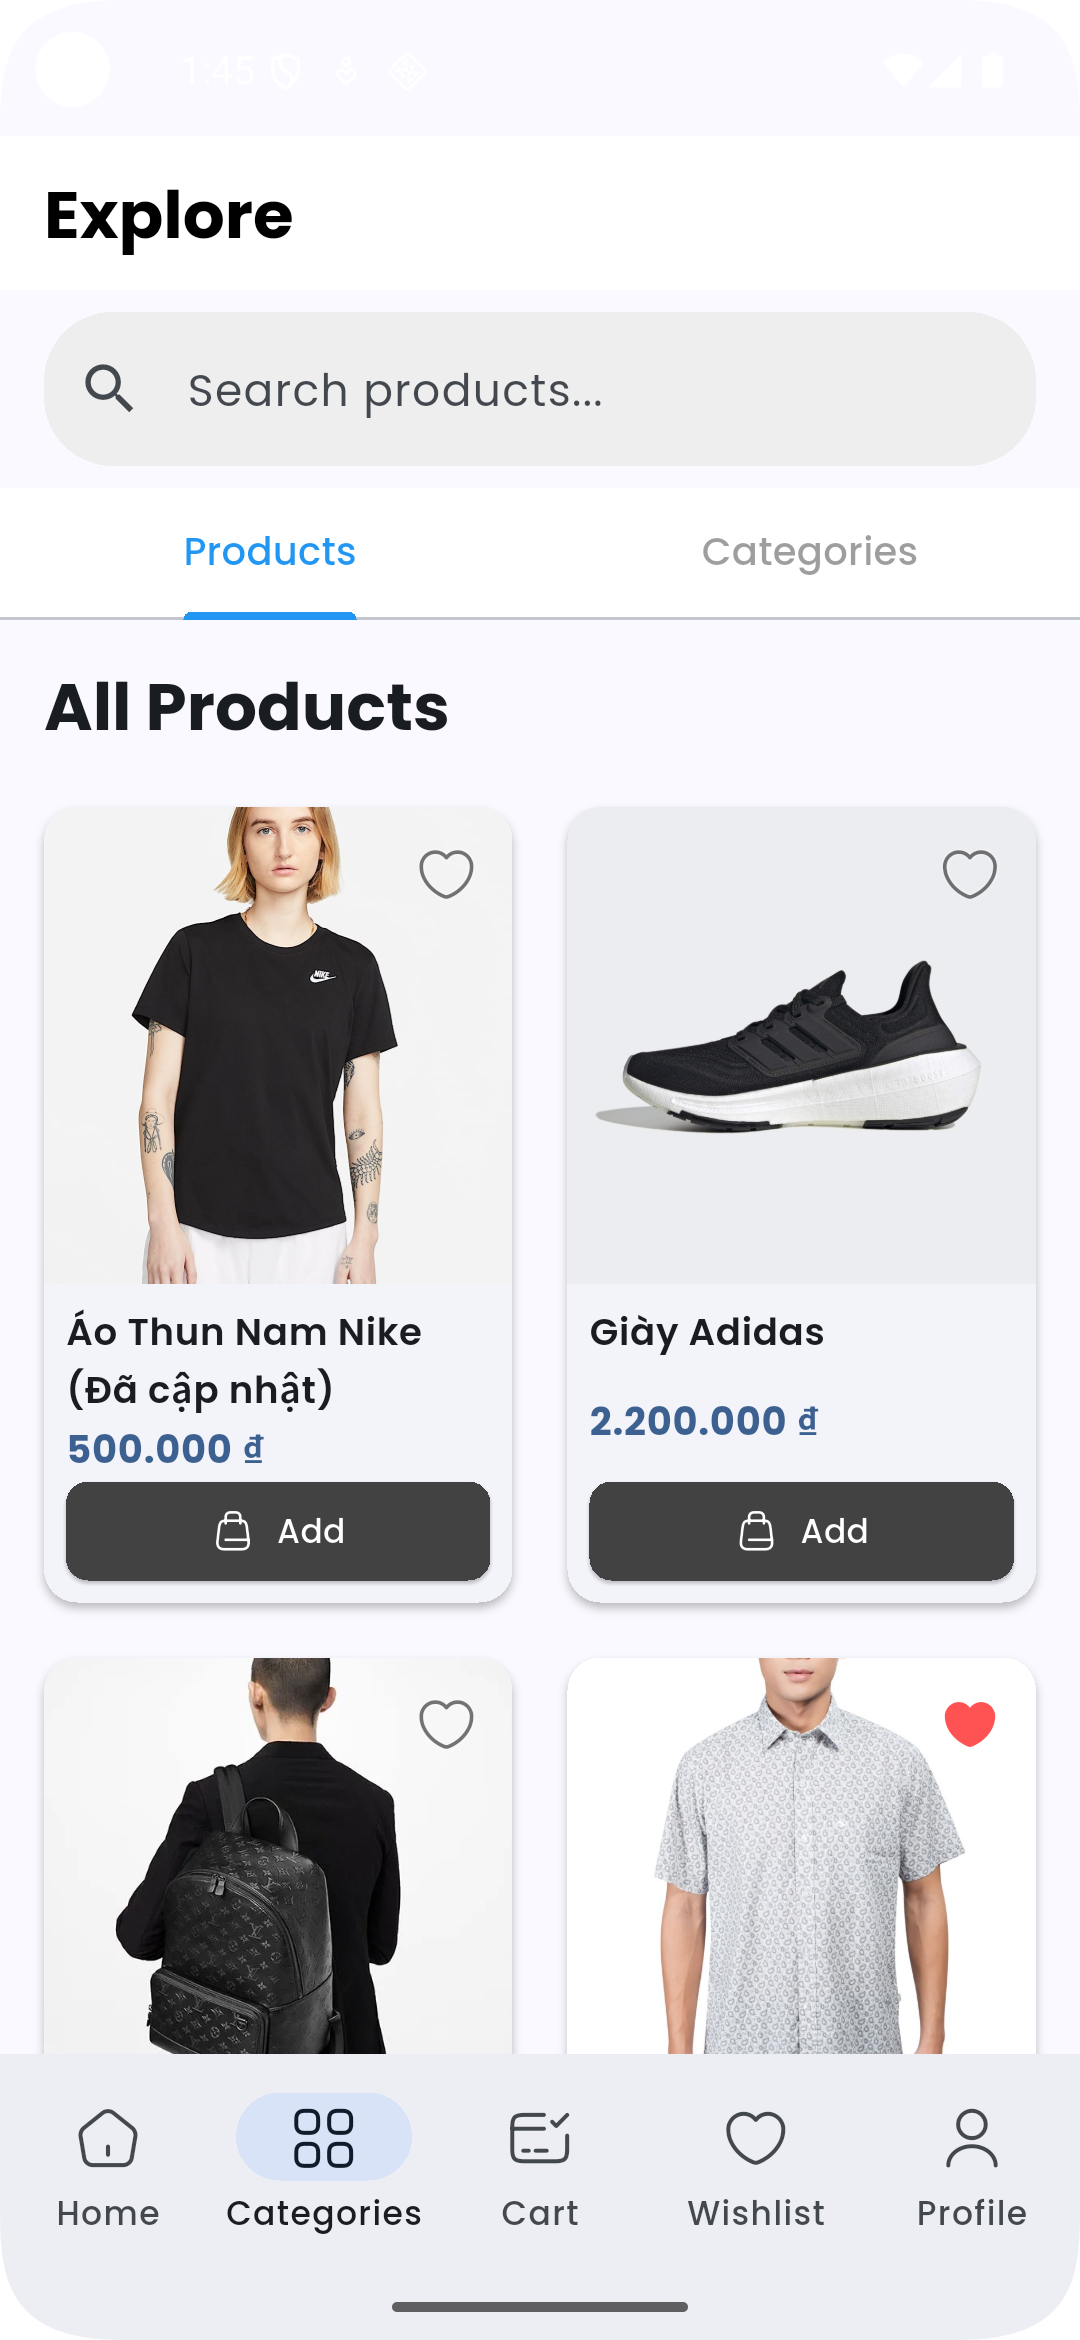 1:45
Explore
Search products...
Products
Categories
All Products
NIKE
Áo Thun Nam Nike
(Đã cập nhật)
500.000 ₫
Add
Giày Adidas
2.200.000 ₫
Add
Home
Categories
Cart
Wishlist
Profile